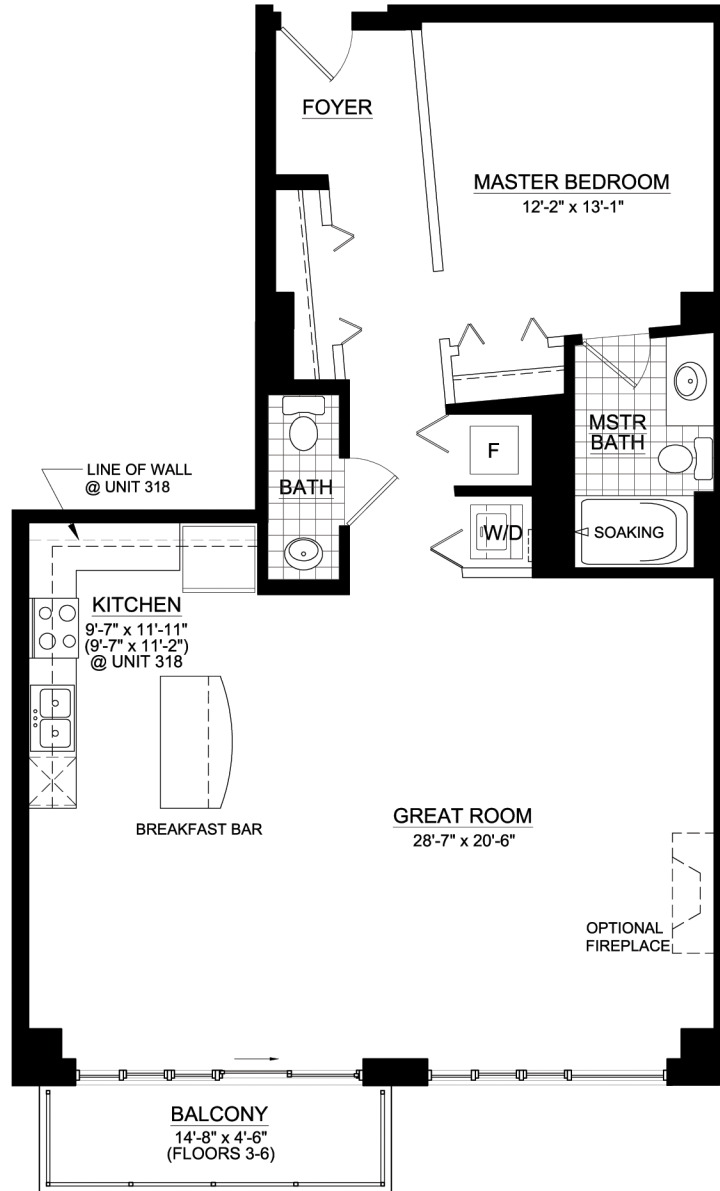 FOYER
MASTER BEDROOM
12'-2" x 13'-1"
MSTR
BATH
F
LINE OF WALL
@ UNIT 318
BATH
W/D
SOAKING
KITCHEN
9'-7" x 11'-11"
(9'-7" x 11'-2")
@ UNIT 318
GREAT ROOM
28'-7" x 20'-6"
BREAKFAST BAR
OPTIONAL
FIREPLACE
BALCONY
14'-8" x 4'-6"
(FLOORS 3-6)